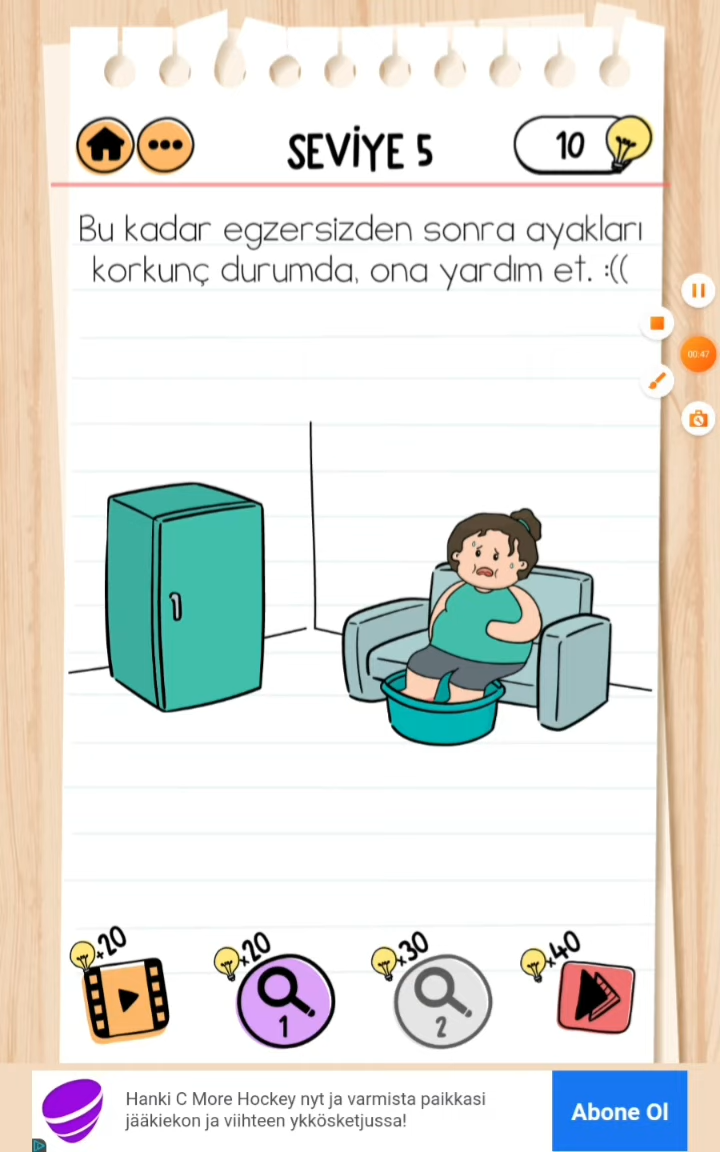 SEVİYE 5
10
Bu kadar egzersizden sonra ayakları
korkunç durumda, ona yardım et. :((
00:47
+20
x20
x30
x40
1
2
Hanki C More Hockey nyt ja varmista paikkasi
jääkiekon ja viihteen ykkösketjussa!
Abone Ol